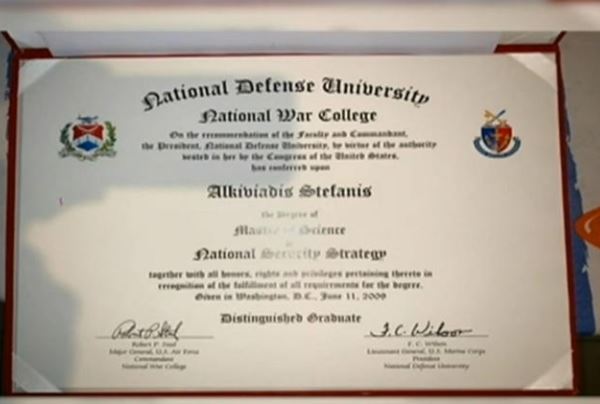 National Defense University
National War College
On the recommendation of the Faculty and Commandant,
the President, National Defense University, by virtue of the authority
vested in her by the Congress of the United States,
has conferred upon
Alkiviadis Stefanis
the Degree of
Master of Science
in
National Security Strategy
together with all honors, rights and privileges pertaining thereto in
recognition of the fulfillment of all requirements for the degree.
Given in Washington, D.C., June 11, 2009
Distinguished Graduate
Robert P.
Major General, U.S. Air Force
Commandant
National War College
F. C. Wilson
F. C. Wilson
Lieutenant General, U.S. Marine Corps
President
National Defense University